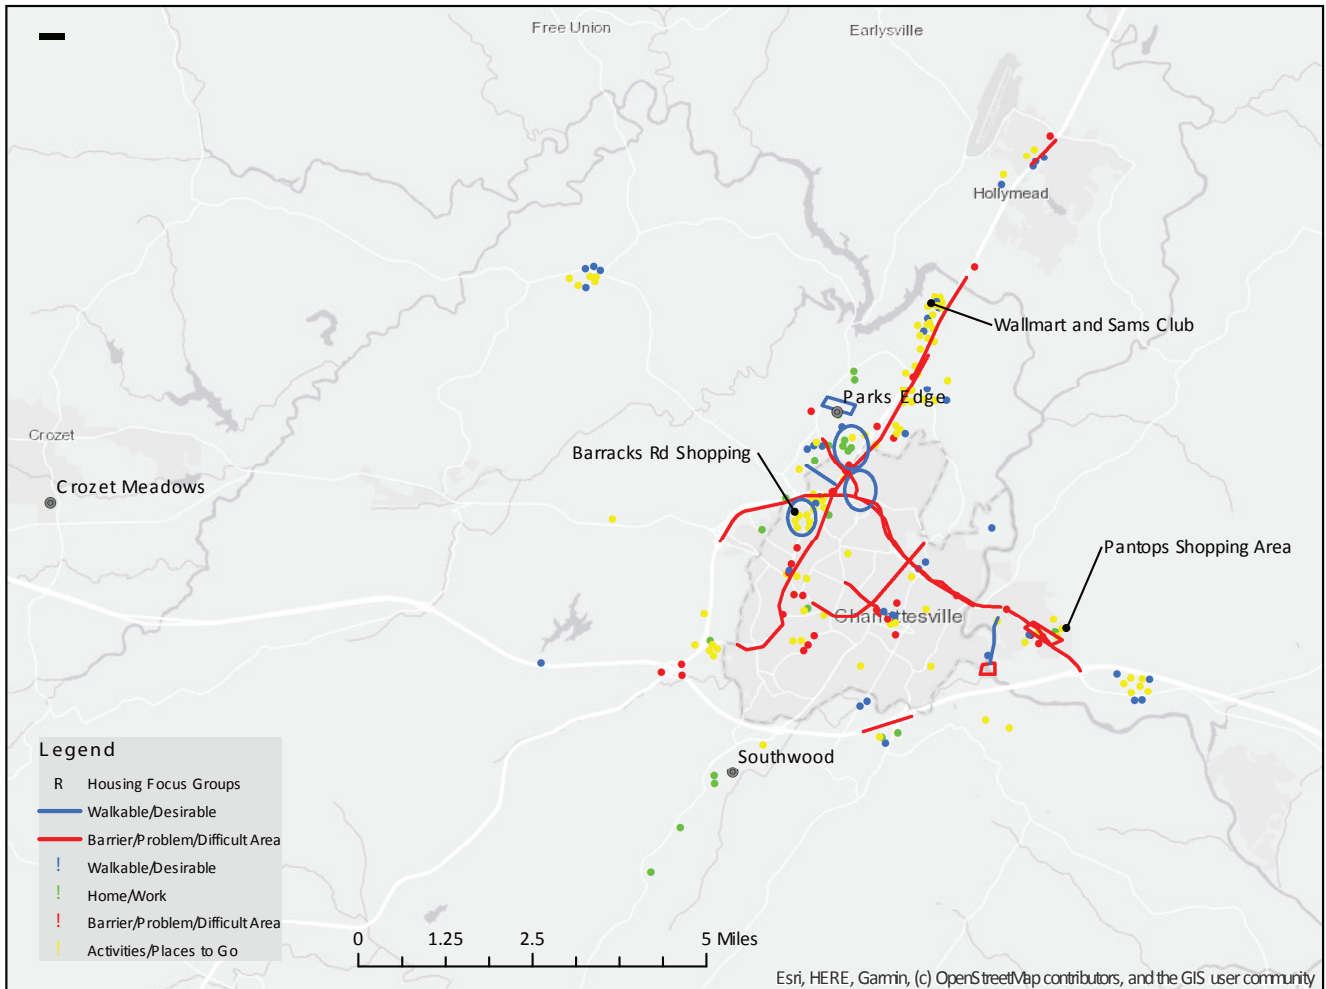 Free Union
Earlysville
Hollymead
Wallmart and Sams Club
Parks Edge
Crozet
Barracks Rd Shopping
Crozet Meadows
Pantops Shopping Area
Charlottesville
Southwood
Legend
R Housing Focus Groups
Walkable/Desirable
Barrier/Problem/Difficult Area
! Walkable/Desirable
! Home/Work
! Barrier/Problem/Difficult Area
! Activities/Places to Go
0 1.25 2.5 5 Miles
Esri, HERE, Garmin, (c) OpenStreetMap contributors, and the GIS user community